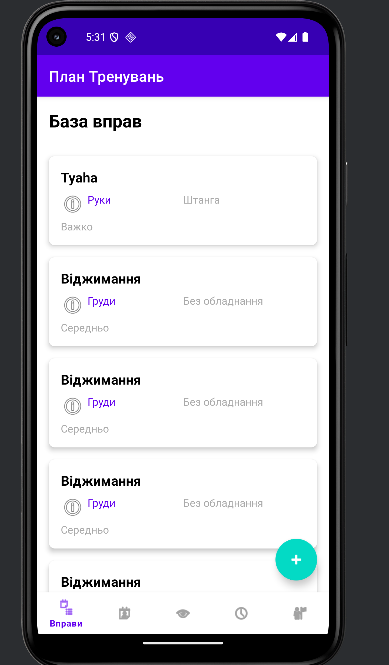 5:31
План Тренувань
База вправ
Tyaha
Руки Штанга
Важко
Віджимання
Груди Без обладнання
Середньо
Віджимання
Груди Без обладнання
Середньо
Віджимання
Груди Без обладнання
Середньо
Віджимання
Вправи